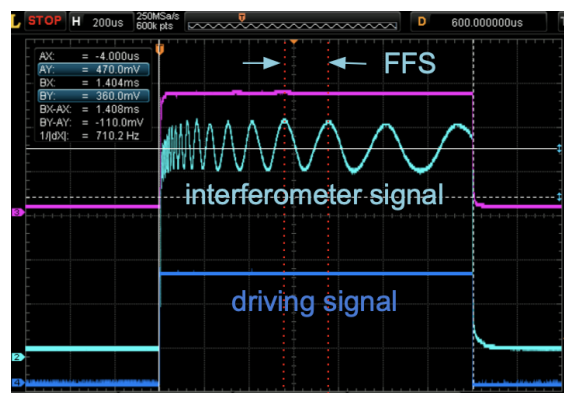 L STOP H 200us 250MSa/s 600k pts D 600.000000us
AX: = -4.000us
AY: = 470.0mV
BX: = 1.404ms
BY: = 360.0mV
BX-AX: = 1.408ms
BY-AY: = -110.0mV
1/|dX|: = 710.2 Hz
FFS
interferometer signal
3
driving signal
2
4